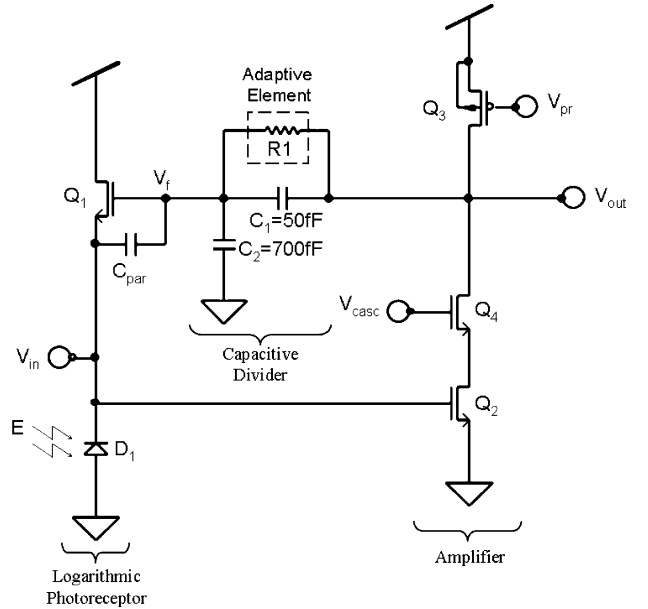 Adaptive
Element
R1
Q3
Vpr
Q1
Vf
Vout
C1=50fF
C2=700fF
Cpar
Vcasc
Q4
Capacitive
Divider
Vin
Q2
E
D1
Amplifier
Logarithmic
Photoreceptor